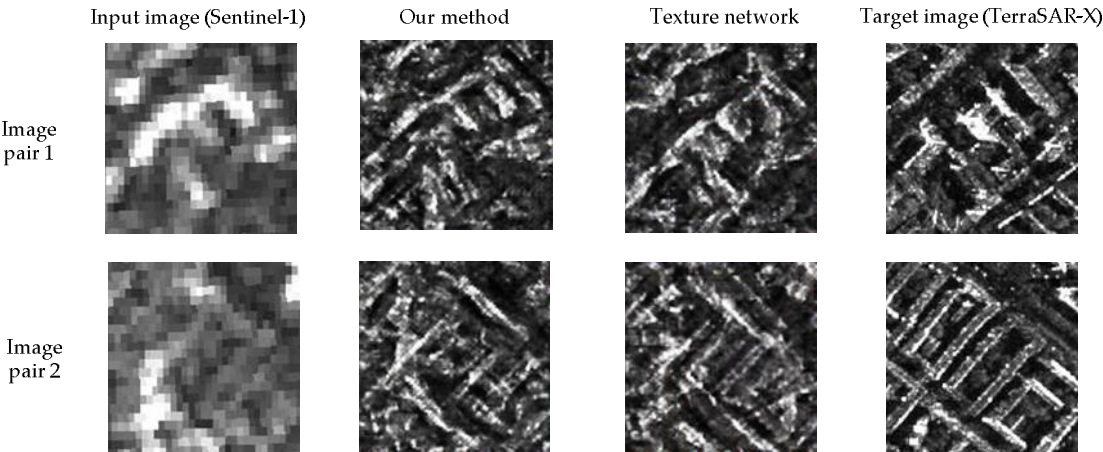 Input image (Sentinel-1)
Our method
Texture network
Target image (TerraSAR-X)
Image
pair 1
Image
pair 2